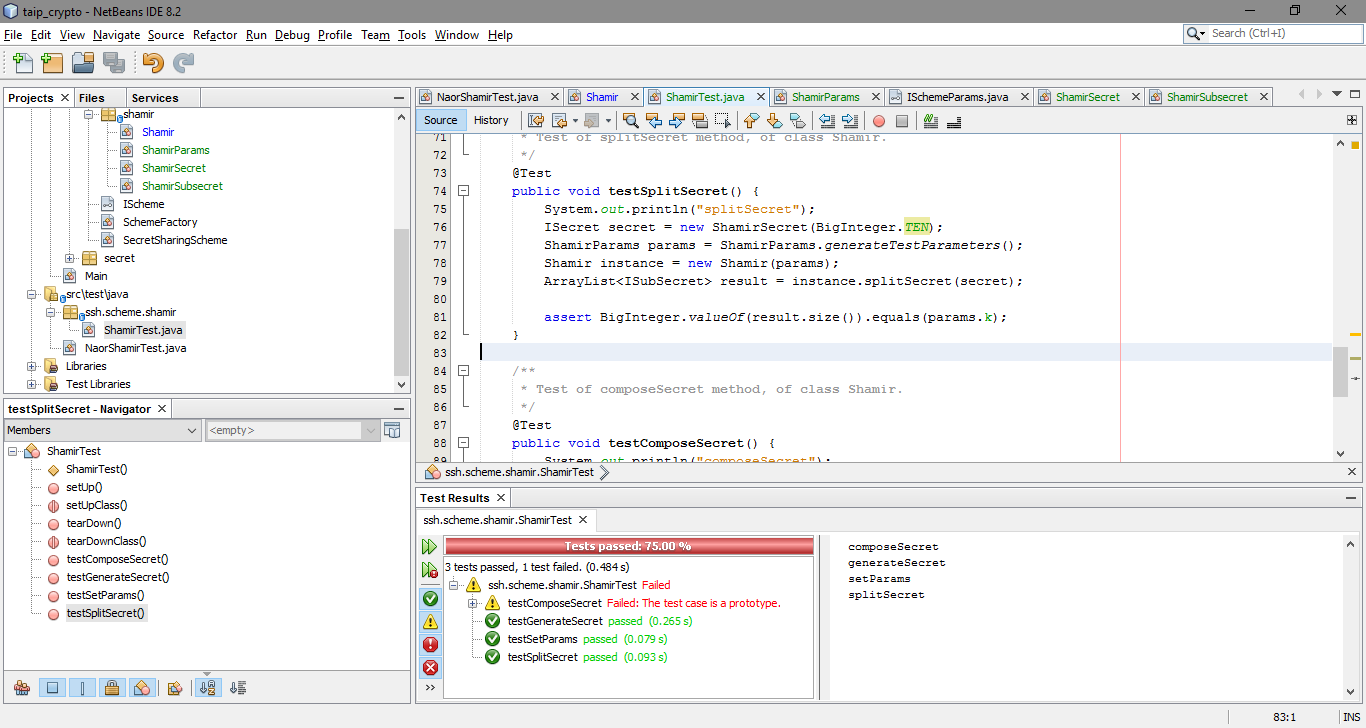 taip_crypto - NetBeans IDE 8.2
File Edit View Navigate Source Refactor Run Debug Profile Team Tools Window Help
Search (Ctrl+I)
Projects Files Services
shamir
Shamir
ShamirParams
ShamirSecret
ShamirSubsecret
IScheme
SchemeFactory
SecretSharingScheme
secret
Main
src\test\java
ssh.scheme.shamir
ShamirTest.java
NaorShamirTest.java
Libraries
Test Libraries
testSplitSecret - Navigator
Members
<empty>
ShamirTest
ShamirTest()
setUp()
setUpClass()
tearDown()
tearDownClass()
testComposeSecret()
testGenerateSecret()
testSetParams()
testSplitSecret()
NaorShamirTest.java Shamir ShamirTest.java ShamirParams ISchemeParams.java ShamirSecret ShamirSubsecret
Source History
71 * Test of splitSecret method, of class Shamir.
72 */
73 @Test
74 public void testSplitSecret() {
75 System.out.println("splitSecret");
76 ISecret secret = new ShamirSecret(BigInteger.TEN);
77 ShamirParams params = ShamirParams.generateTestParameters();
78 Shamir instance = new Shamir(params);
79 ArrayList<ISubSecret> result = instance.splitSecret(secret);
80
81 assert BigInteger.valueOf(result.size()).equals(params.k);
82 }
83
84 /**
85 * Test of composeSecret method, of class Shamir.
86 */
87 @Test
88 public void testComposeSecret() {
89 System.out.println("composeSecret");
ssh.scheme.shamir.ShamirTest
Test Results
ssh.scheme.shamir.ShamirTest
Tests passed: 75.00 %
3 tests passed, 1 test failed. (0.484 s)
ssh.scheme.shamir.ShamirTest Failed
testComposeSecret Failed: The test case is a prototype.
testGenerateSecret passed (0.265 s)
testSetParams passed (0.079 s)
testSplitSecret passed (0.093 s)
composeSecret
generateSecret
setParams
splitSecret
83:1 INS